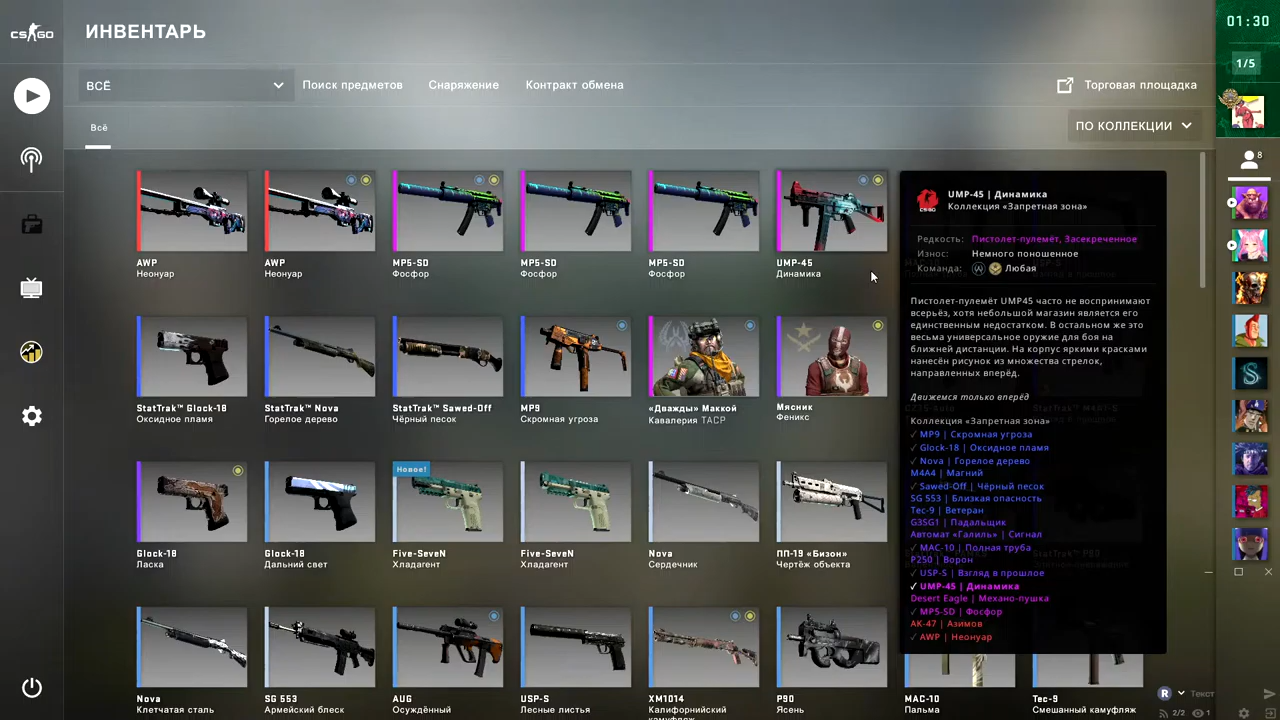 CS:GO
ИНВЕНТАРЬ
01:30
1/5
ВСЁ
Поиск предметов
Снаряжение
Контракт обмена
Торговая площадка
Всё
ПО КОЛЛЕКЦИИ
8
AWP
Неонуар
AWP
Неонуар
MP5-SD
Фосфор
MP5-SD
Фосфор
MP5-SD
Фосфор
UMP-45
Динамика
StatTrak™ Glock-18
Оксидное пламя
StatTrak™ Nova
Горелое дерево
StatTrak™ Sawed-Off
Чёрный песок
MP9
Скромная угроза
«Дважды» Маккой
Кавалерия TACP
Мясник
Феникс
Glock-18
Ласка
Glock-18
Дальний свет
Новое!
Five-SeveN
Хладагент
Five-SeveN
Хладагент
Nova
Сердечник
ПП-19 «Бизон»
Чертёж объекта
Nova
Клетчатая сталь
SG 553
Армейский блеск
AUG
Осуждённый
USP-S
Лесные листья
XM1014
Калифорнийский
камуфляж
P90
Ясень
MAC-10
Пальма
Tec-9
Смешанный камуфляж
CS:GO
UMP-45 | Динамика
Коллекция «Запретная зона»
Редкость: Пистолет-пулемёт, Засекреченное
Износ: Немного поношенное
Команда: Любая
Пистолет-пулемёт UMP45 часто не воспринимают
всерьёз, хотя небольшой магазин является его
единственным недостатком. В остальном же это
весьма универсальное оружие для боя на
ближней дистанции. На корпус яркими красками
нанесён рисунок из множества стрелок,
направленных вперёд.
Движемся только вперёд
Коллекция «Запретная зона»
✓ MP9 | Скромная угроза
✓ Glock-18 | Оксидное пламя
✓ Nova | Горелое дерево
M4A4 | Магний
✓ Sawed-Off | Чёрный песок
SG 553 | Близкая опасность
Tec-9 | Ветеран
G3SG1 | Падальщик
Автомат «Галиль» | Сигнал
✓ MAC-10 | Полная труба
P250 | Ворон
✓ USP-S | Взгляд в прошлое
✓ UMP-45 | Динамика
Desert Eagle | Механо-пушка
✓ MP5-SD | Фосфор
AK-47 | Азимов
✓ AWP | Неонуар
R
Текст
2/2
1